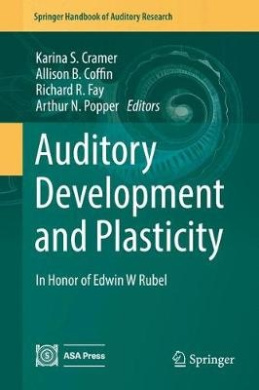 Springer Handbook of Auditory Research
Karina S. Cramer
Allison B. Coffin
Richard R. Fay
Arthur N. Popper Editors
Auditory
Development
and Plasticity
In Honor of Edwin W Rubel
S
ASA Press
Springer